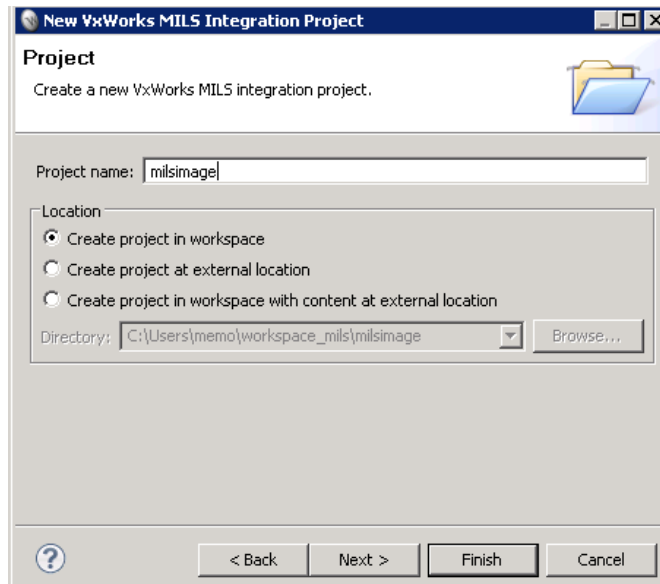 New VxWorks MILS Integration Project
Project
Create a new VxWorks MILS integration project.
Project name: milsimage
Location
Create project in workspace
Create project at external location
Create project in workspace with content at external location
Directory: C:\Users\memo\workspace_mils\milsimage Browse...
? < Back Next > Finish Cancel